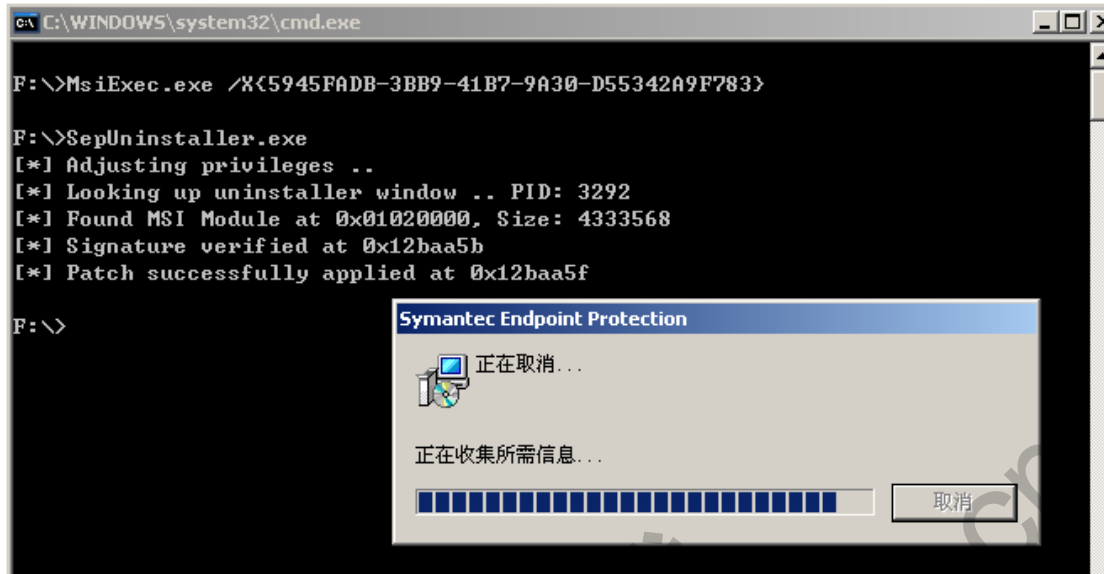 C:\WINDOWS\system32\cmd.exe
F:\>MsiExec.exe /X{5945FADB-3BB9-41B7-9A30-D55342A9F783}
F:\>SepUninstaller.exe
[*] Adjusting privileges ..
[*] Looking up uninstaller window .. PID: 3292
[*] Found MSI Module at 0x01020000, Size: 4333568
[*] Signature verified at 0x12baa5b
[*] Patch successfully applied at 0x12baa5f
F:\>
Symantec Endpoint Protection
正在取消...
正在收集所需信息...
取消